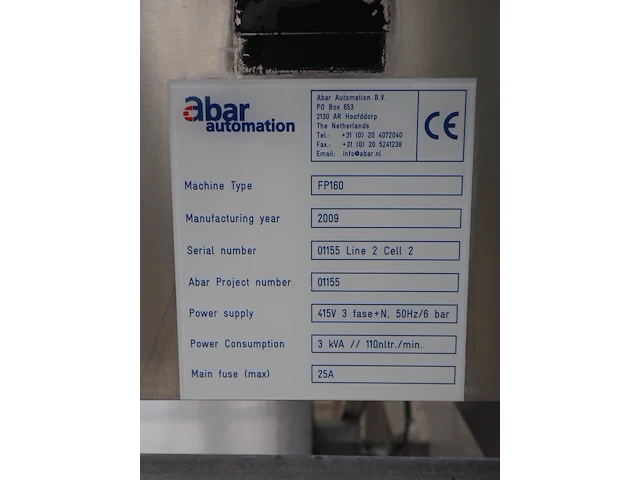 abar
automation
Abar Automation B.V.
PO Box 653
2130 AR Hoofddorp
The Netherlands
Tel.: +31 (0) 20 4072040
Fax.: +31 (0) 20 5241238
Email: info@abar.nl
CE
Machine Type FP160
Manufacturing year 2009
Serial number 01155 Line 2 Cell 2
Abar Project number 01155
Power supply 415V 3 fase+N, 50Hz/6 bar
Power Consumption 3 kVA // 110nltr./min.
Main fuse (max) 25A